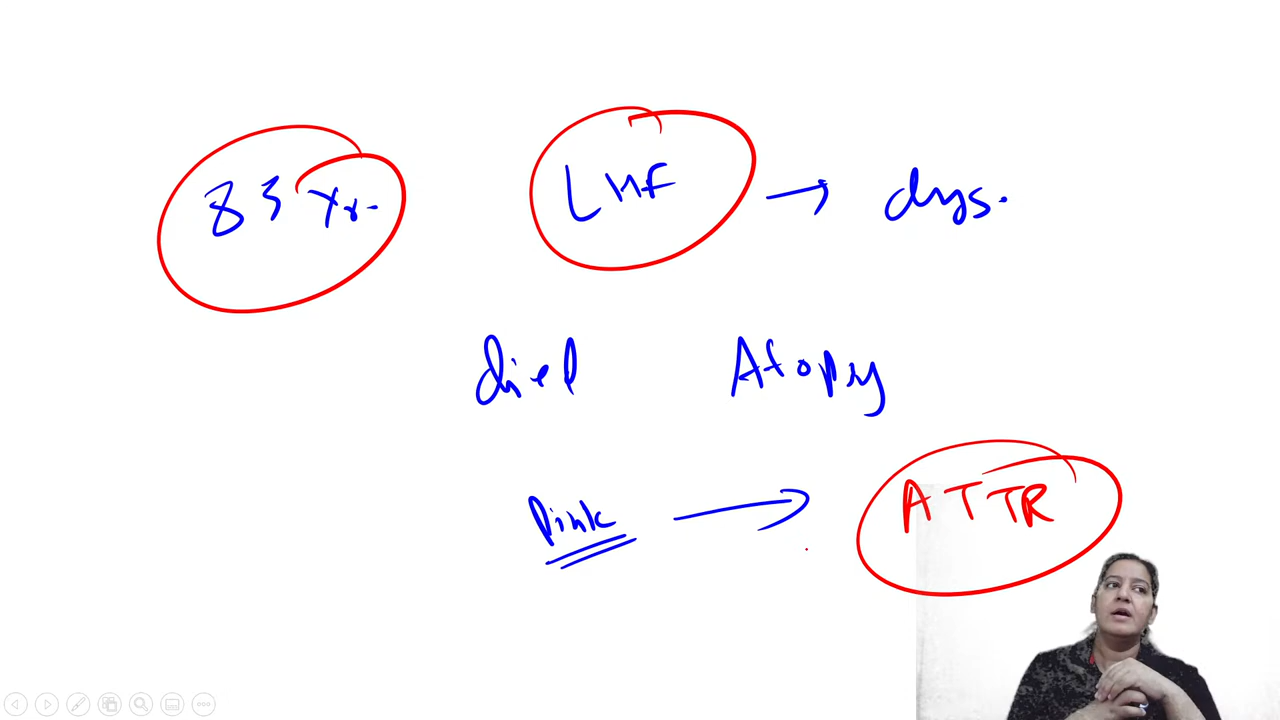 83 Yr. LHF → dys.
died Atopy
Pink → ATTR